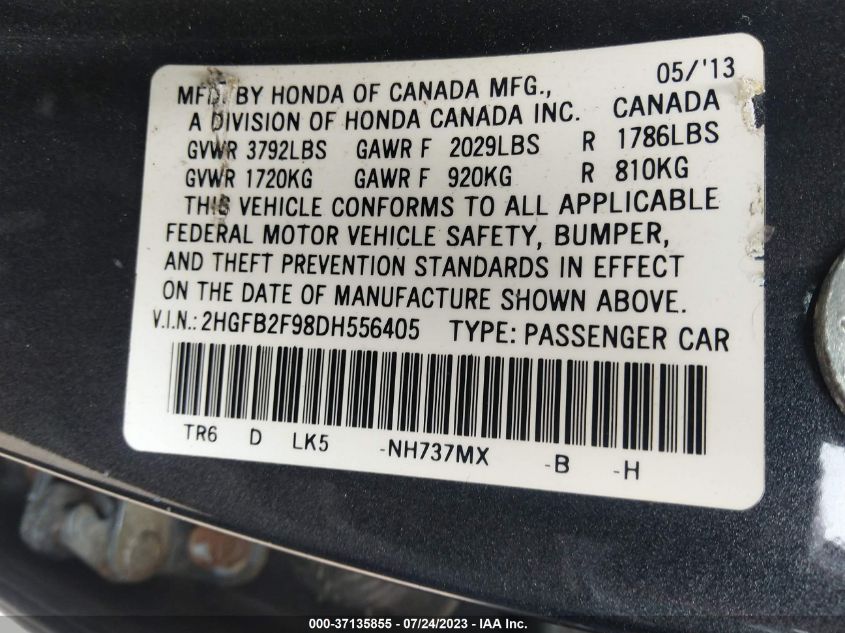 05/'13
MFD BY HONDA OF CANADA MFG.,
A DIVISION OF HONDA CANADA INC. CANADA
GVWR 3792LBS GAWR F 2029LBS R 1786LBS
GVWR 1720KG GAWR F 920KG R 810KG
THIS VEHICLE CONFORMS TO ALL APPLICABLE
FEDERAL MOTOR VEHICLE SAFETY, BUMPER,
AND THEFT PREVENTION STANDARDS IN EFFECT
ON THE DATE OF MANUFACTURE SHOWN ABOVE.
V.I.N.: 2HGFB2F98DH556405 TYPE: PASSENGER CAR
TR6 D LK5 -NH737MX -B -H
000-37135855 / 07/24/2023 / IAA Inc.